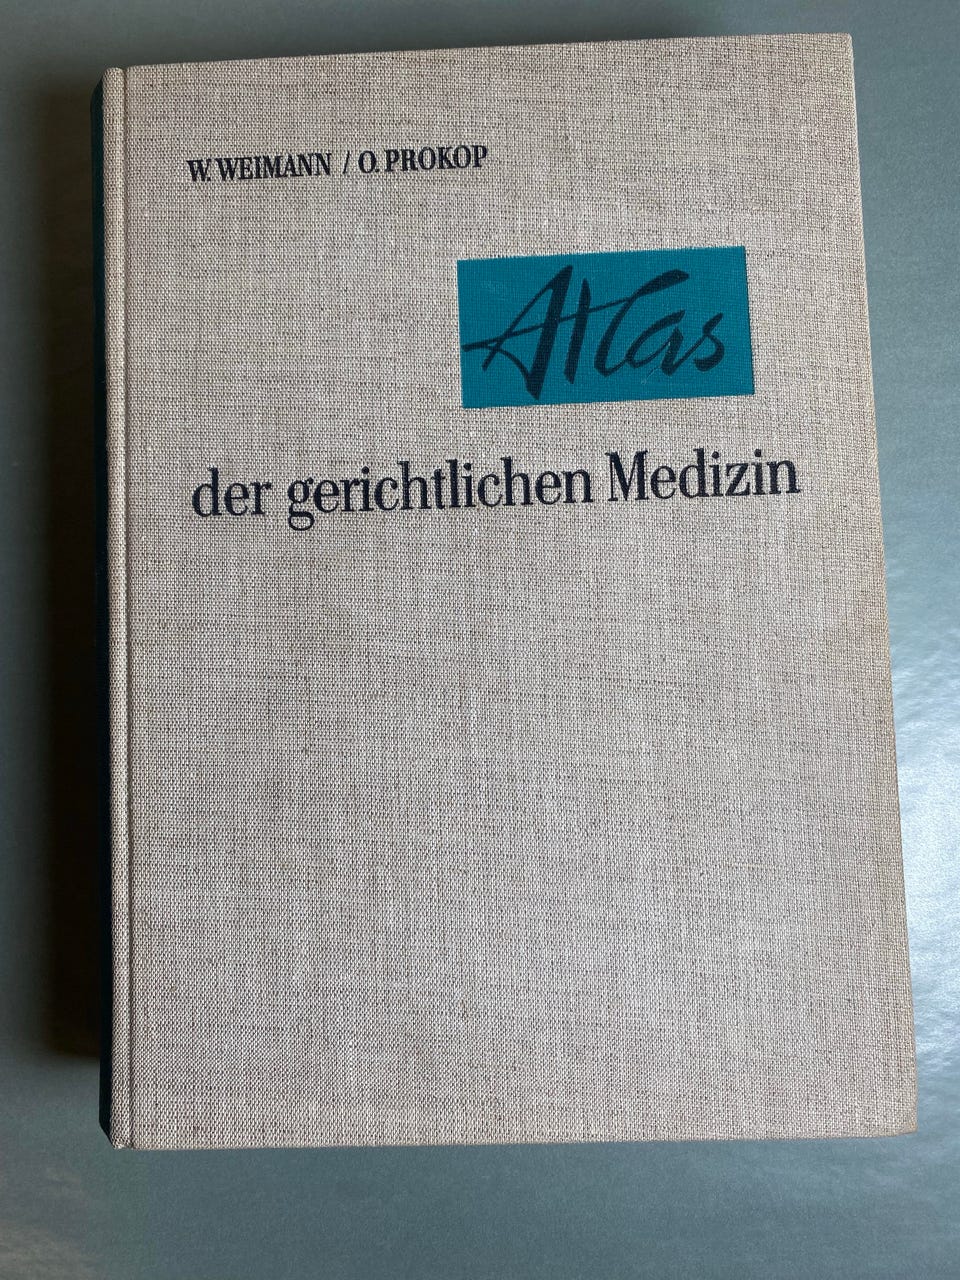 W. WEIMANN / O. PROKOP
Atlas
der gerichtlichen Medizin